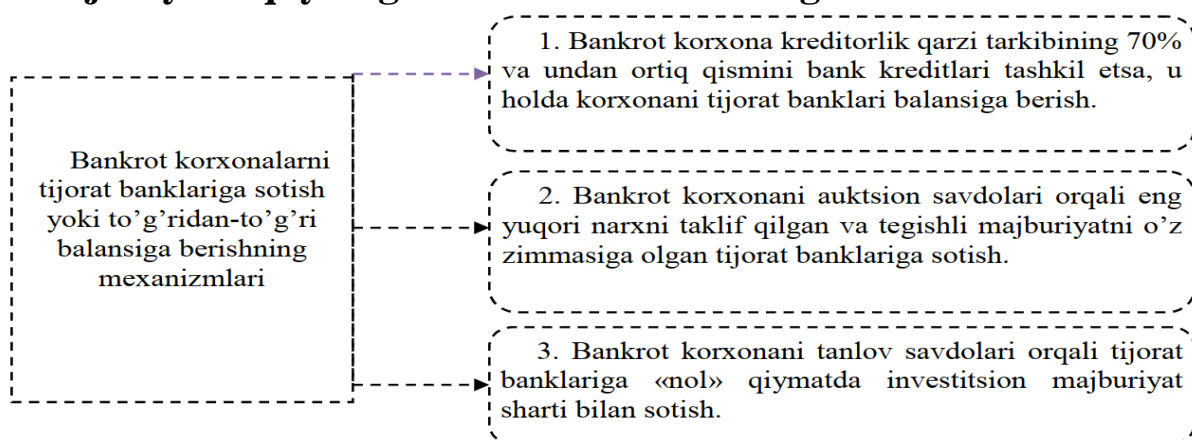 Bankrot korxonalarni
tijorat banklariga sotish
yoki to’g’ridan-to’g’ri
balansiga berishning
mexanizmlari
1. Bankrot korxona kreditorlik qarzi tarkibining 70%
va undan ortiq qismini bank kreditlari tashkil etsa, u
holda korxonani tijorat banklari balansiga berish.
2. Bankrot korxonani auktsion savdolari orqali eng
yuqori narxni taklif qilgan va tegishli majburiyatni o’z
zimmasiga olgan tijorat banklariga sotish.
3. Bankrot korxonani tanlov savdolari orqali tijorat
banklariga «nol» qiymatda investitsion majburiyat
sharti bilan sotish.